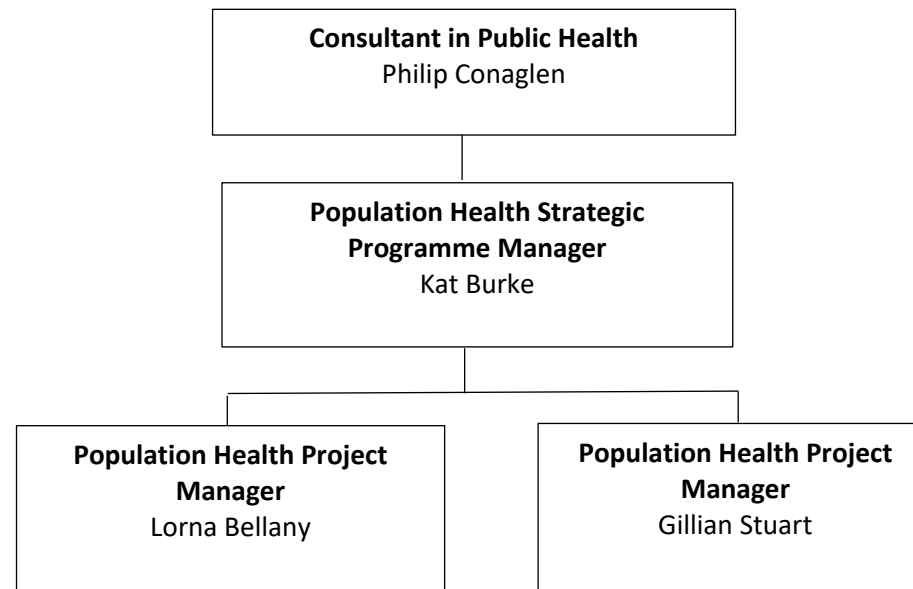 Consultant in Public Health
Philip Conaglen
Population Health Strategic
Programme Manager
Kat Burke
Population Health Project
Manager
Lorna Bellany
Population Health Project
Manager
Gillian Stuart